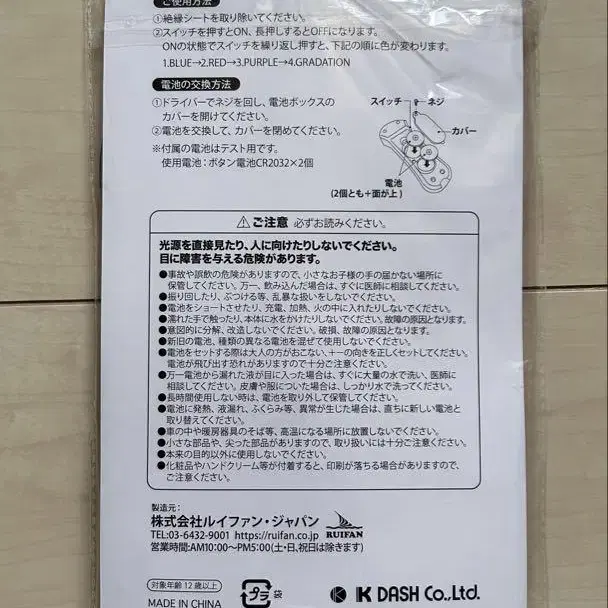 ご使用方法
①絶縁シートを取り除いてください。
②スイッチを押すとON、長押しするとOFFになります。
ONの状態でスイッチを繰り返し押すと、下記の順に色が変わります。
1.BLUE→2.RED→3.PURPLE→4.GRADATION
電池の交換方法
①ドライバーでネジを回し、電池ボックスの
カバーを開けてください。
②電池を交換して、カバーを閉めてください。
※付属の電池はテスト用です。
使用電池：ボタン電池CR2032×2個
スイッチ
ネジ
カバー
電池
(2個とも+面が上)
⚠ご注意 必ずお読みください。
光源を直接見たり、人に向けたりしないでください。
目に障害を与える危険があります。
●事故や誤飲の危険がありますので、小さなお子様の手の届かない場所に
保管してください。万一、飲み込んだ場合は、すぐに医師に相談してください。
●振り回したり、ぶつける等、乱暴な扱いをしないでください。
●電池をショートさせたり、充電、加熱、火の中に入れたりしないでください。
●濡れた手で触ったり、本体に水をかけたりしないでください。故障の原因となります。
●意図的に分解、改造しないでください。破損、故障の原因となります。
●新旧の電池、種類の異なる電池を混ぜて使用しないでください。
●電池をセットする際は大人の方がおこない、+−の向きを正しくセットしてください。
電池が飛び出す恐れがありますので十分ご注意ください。
●万一電池から漏れた液が目に入った場合は、すぐに大量の水で洗い、医師に
相談してください。皮膚や服についた場合は、しっかり水で洗ってください。
●長時間使用しない時は、電池を取り外して保管してください。
●電池に発熱、液漏れ、ふくらみ等、異常が生じた場合は、直ちに新しい電池と
取り替えてください。
●車の中や暖房器具のそば等、高温になる場所に放置しないでください。
●小さな部品や、尖った部品がありますので、取り扱いには十分ご注意ください。
●本来の目的以外に使用しないでください。
●化粧品やハンドクリーム等が付着すると、印刷が落ちる場合がありますので、
ご注意ください。
製造元：
株式会社ルイファン・ジャパン
RUIFAN
TEL:03-6432-9001 https://ruifan.co.jp
営業時間:AM10:00〜PM5:00(土・日、祝日は除きます)
対象年齢12歳以上
MADE IN CHINA
プラ
袋
K DASH Co.,Ltd.